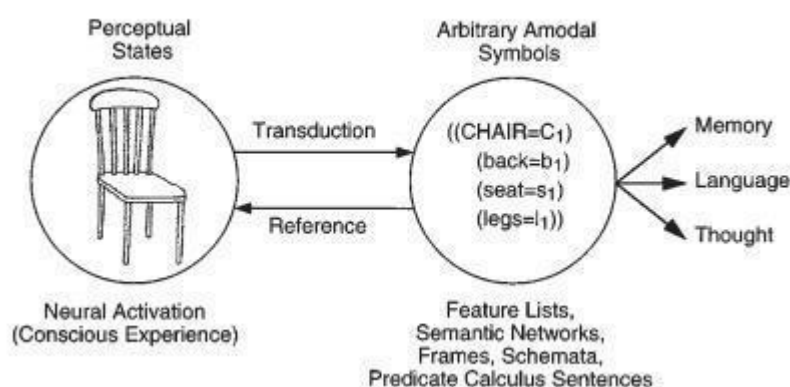 Perceptual
States
Arbitrary Amodal
Symbols
Transduction
Reference
((CHAIR=C₁)
(back=b₁)
(seat=s₁)
(legs=l₁))
Memory
Language
Thought
Neural Activation
(Conscious Experience)
Feature Lists,
Semantic Networks,
Frames, Schemata,
Predicate Calculus Sentences